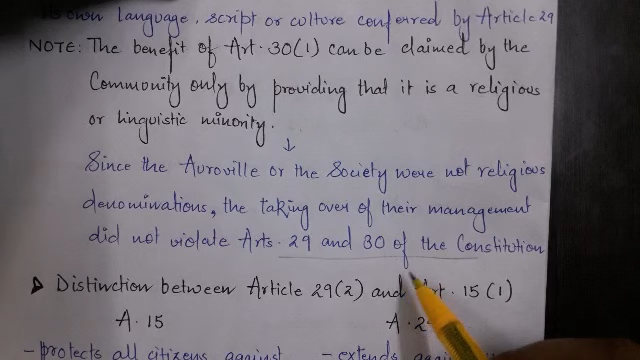 its own language, script or culture conferred by Article 29
NOTE: The benefit of Art. 30(1) can be claimed by the
Community only by providing that it is a religious
or linguistic minority.
↓
Since the Auroville or the Society were not religious
denominations, the taking over of their management
did not violate Arts. 29 and 30 of the Constitution
Distinction between Article 29(2) and Art. 15(1)
A. 15 A. 2
- protects all citizens against - extends